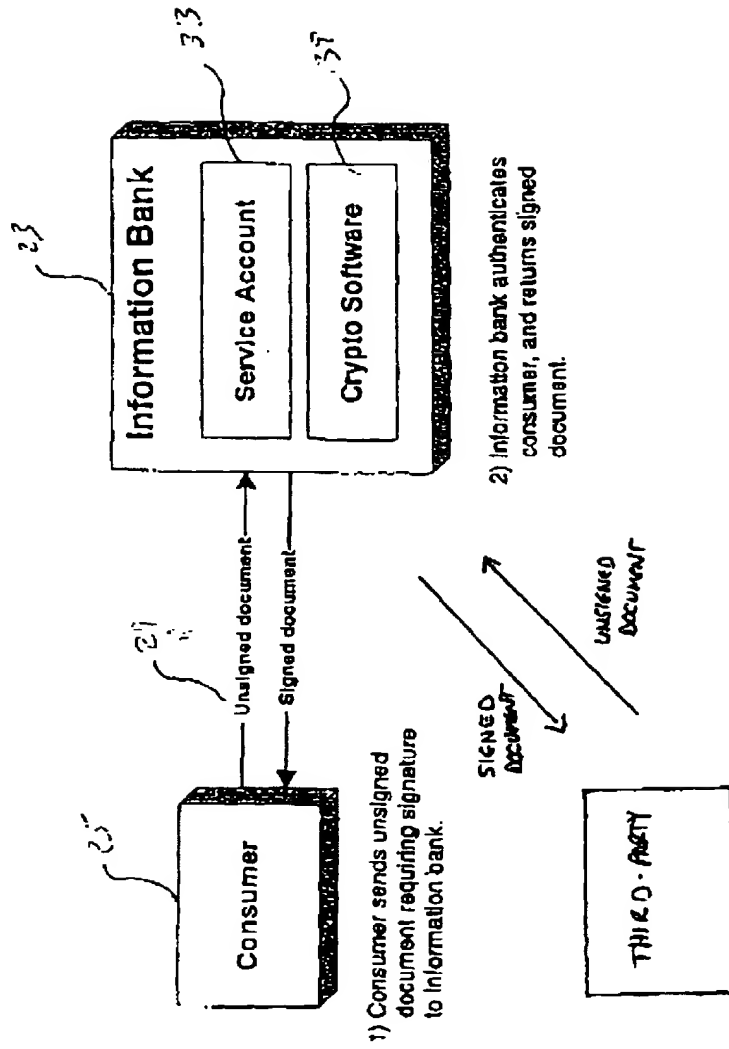 23
Information Bank
33
Service Account
Crypto Software
Unsigned document
Signed document
25
Consumer
1) Consumer sends unsigned
document requiring signature
to Information bank.
2) Information bank authenticates
consumer, and returns signed
document.
SIGNED
DOCUMENT
UNSIGNED
DOCUMENT
THIRD-PARTY